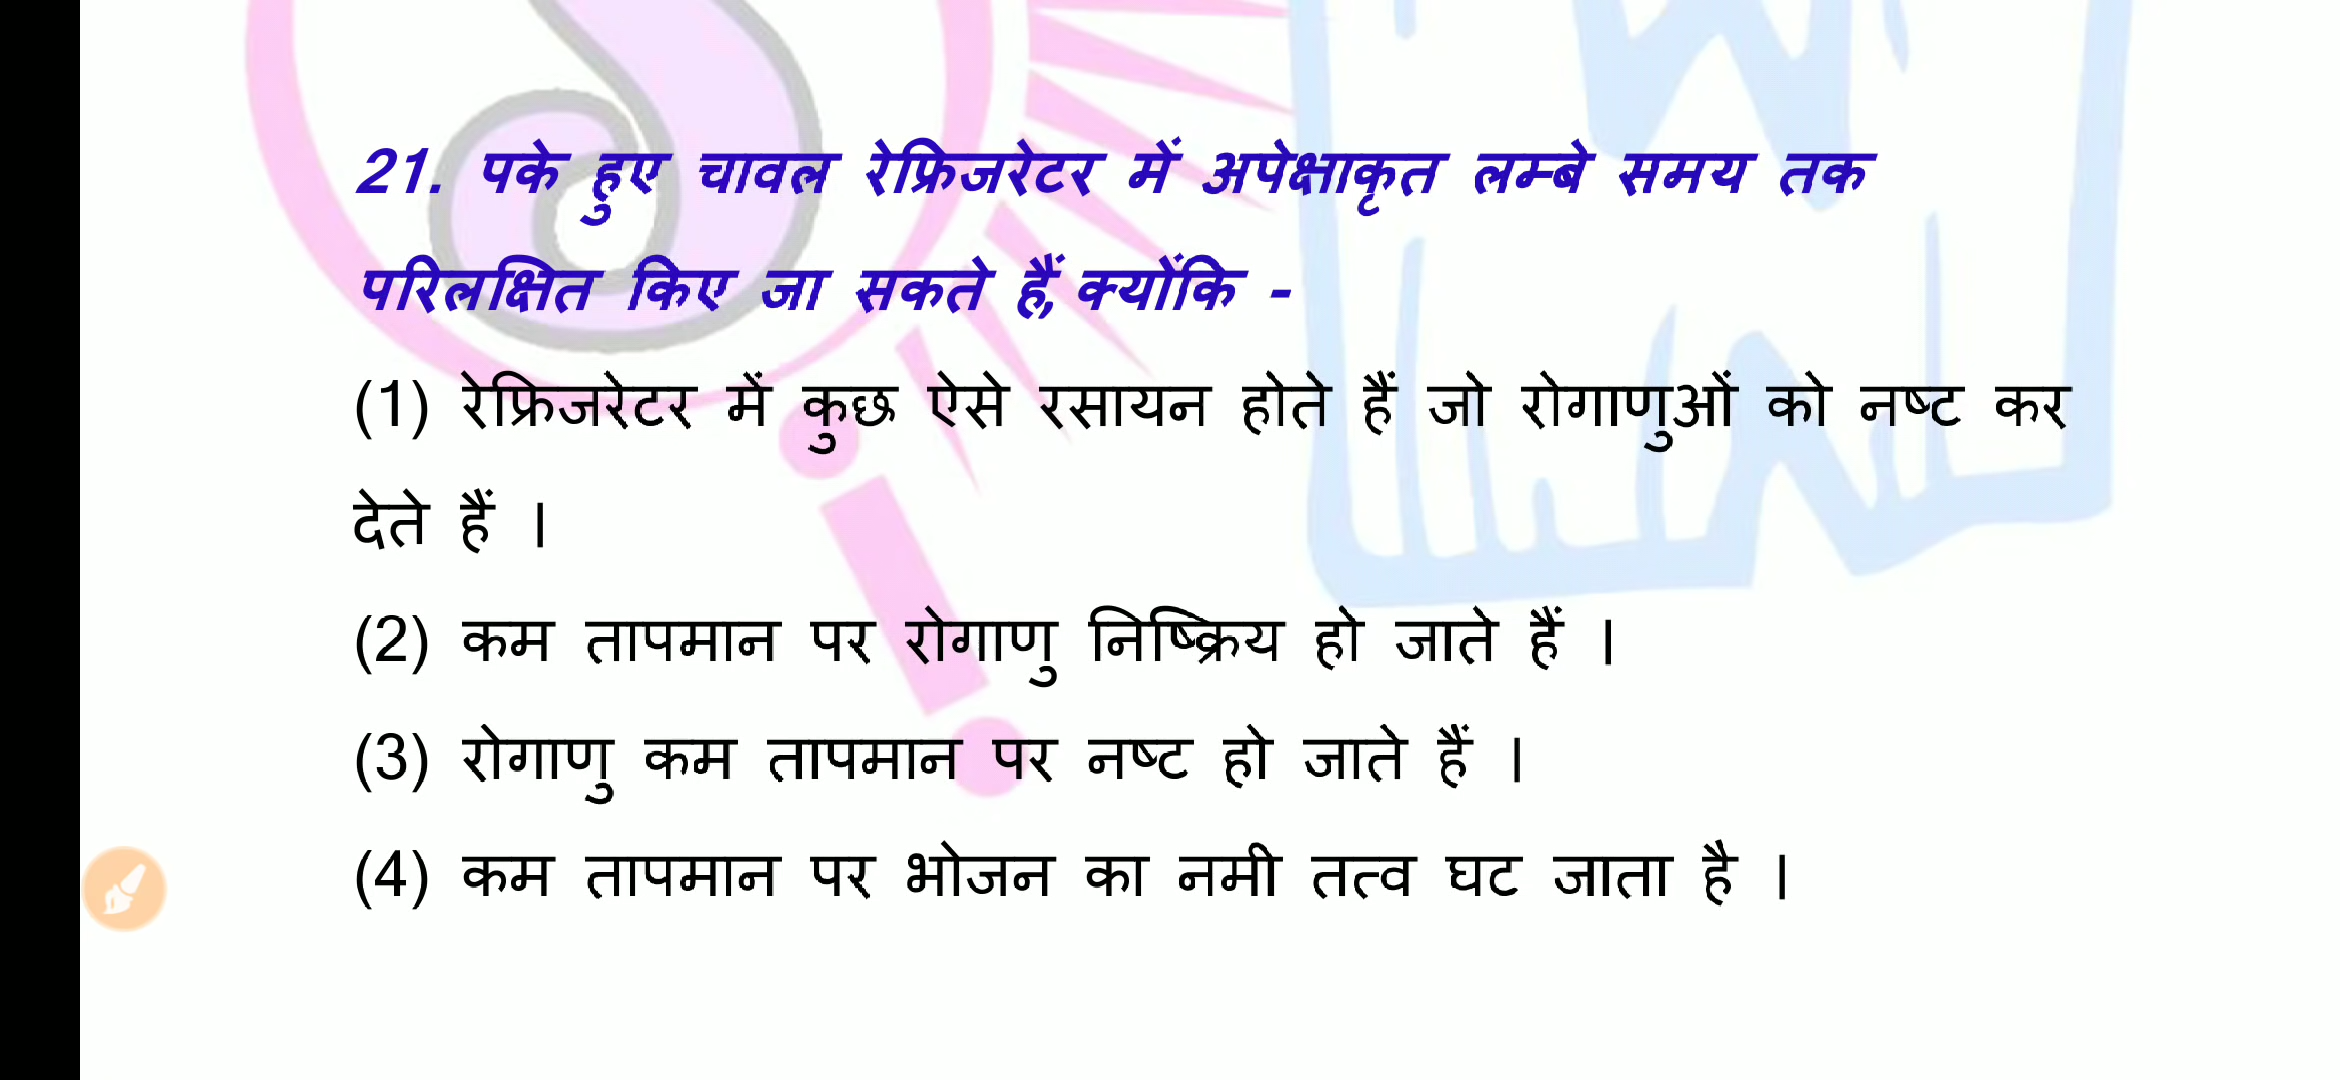 21. पके हुए चावल रेफ्रिजरेटर में अपेक्षाकृत लम्बे समय तक
परिलक्षित किए जा सकते हैं, क्योंकि -
(1) रेफ्रिजरेटर में कुछ ऐसे रसायन होते हैं जो रोगाणुओं को नष्ट कर
देते हैं ।
(2) कम तापमान पर रोगाणु निष्क्रिय हो जाते हैं ।
(3) रोगाणु कम तापमान पर नष्ट हो जाते हैं ।
(4) कम तापमान पर भोजन का नमी तत्व घट जाता है ।